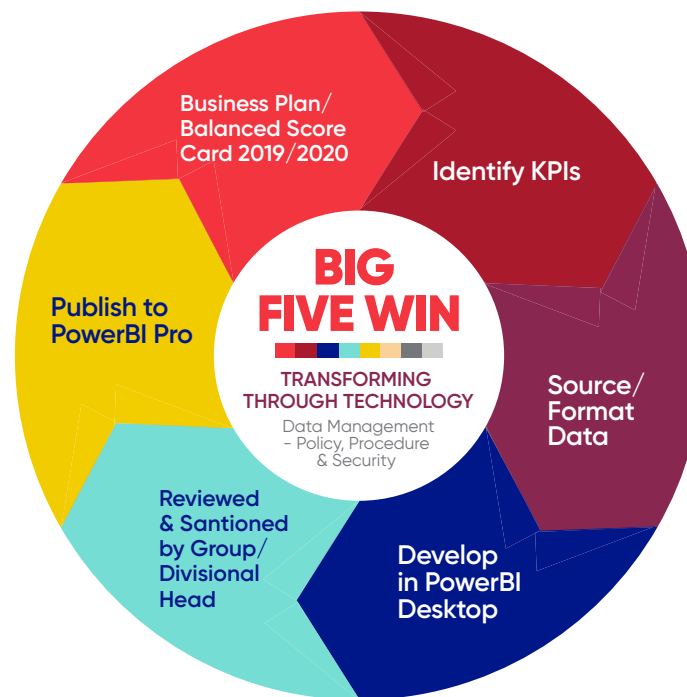 Business Plan/
Balanced Score
Card 2019/2020
Identify KPIs
Source/
Format
Data
Develop
in PowerBI
Desktop
Reviewed
& Santioned
by Group/
Divisional
Head
Publish to
PowerBI Pro
BIG
FIVE WIN
TRANSFORMING
THROUGH TECHNOLOGY
Data Management
- Policy, Procedure
& Security